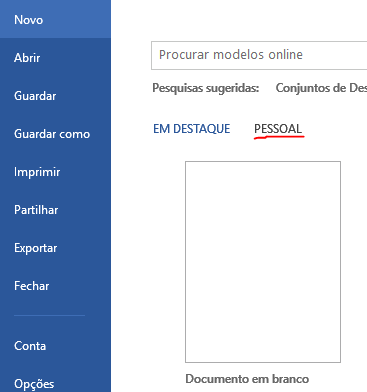 Novo
Abrir
Guardar
Guardar como
Imprimir
Partilhar
Exportar
Fechar
Conta
Opções
Procurar modelos online
Pesquisas sugeridas: Conjuntos de Des
EM DESTAQUE PESSOAL
Documento em branco